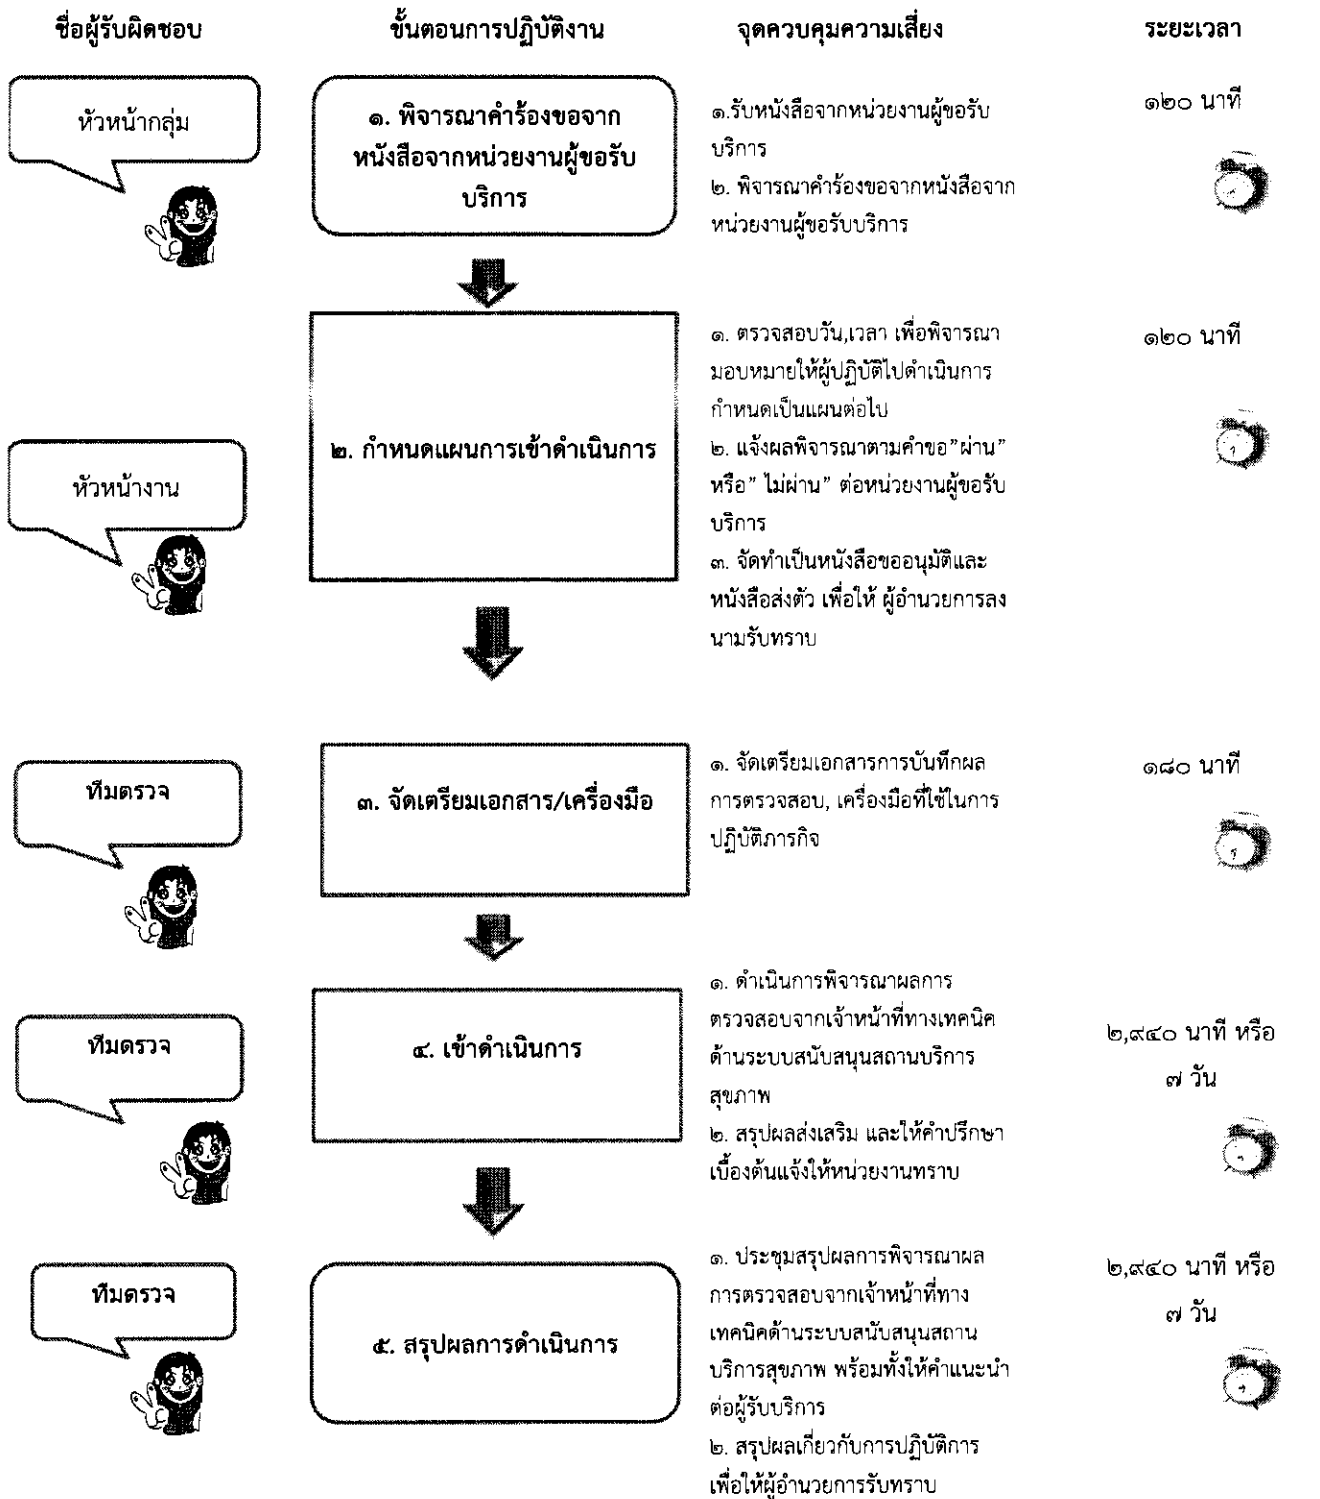 ชื่อผู้รับผิดชอบ
ขั้นตอนการปฏิบัติงาน
จุดควบคุมความเสี่ยง
ระยะเวลา
หัวหน้ากลุ่ม
๑. พิจารณาคำร้องขอจาก
หนังสือจากหน่วยงานผู้ขอรับ
บริการ
๑.รับหนังสือจากหน่วยงานผู้ขอรับ
บริการ
๒. พิจารณาคำร้องขอจากหนังสือจาก
หน่วยงานผู้ขอรับบริการ
๑๒๐ นาที
หัวหน้างาน
๒. กำหนดแผนการเข้าดำเนินการ
๑. ตรวจสอบวัน,เวลา เพื่อพิจารณา
มอบหมายให้ผู้ปฏิบัติไปดำเนินการ
กำหนดเป็นแผนต่อไป
๒. แจ้งผลพิจารณาตามคำขอ”ผ่าน”
หรือ” ไม่ผ่าน” ต่อหน่วยงานผู้ขอรับ
บริการ
๓. จัดทำเป็นหนังสือขออนุมัติและ
หนังสือส่งตัว เพื่อให้ ผู้อำนวยการลง
นามรับทราบ
๑๒๐ นาที
ทีมตรวจ
๓. จัดเตรียมเอกสาร/เครื่องมือ
๑. จัดเตรียมเอกสารการบันทึกผล
การตรวจสอบ, เครื่องมือที่ใช้ในการ
ปฏิบัติภารกิจ
๑๘๐ นาที
ทีมตรวจ
๔. เข้าดำเนินการ
๑. ดำเนินการพิจารณาผลการ
ตรวจสอบจากเจ้าหน้าที่ทางเทคนิค
ด้านระบบสนับสนุนสถานบริการ
สุขภาพ
๒. สรุปผลส่งเสริม และให้คำปรึกษา
เบื้องต้นแจ้งให้หน่วยงานทราบ
๒,๙๔๐ นาที หรือ
๗ วัน
ทีมตรวจ
๕. สรุปผลการดำเนินการ
๑. ประชุมสรุปผลการพิจารณาผล
การตรวจสอบจากเจ้าหน้าที่ทาง
เทคนิคด้านระบบสนับสนุนสถาน
บริการสุขภาพ พร้อมทั้งให้คำแนะนำ
ต่อผู้รับบริการ
๒. สรุปผลเกี่ยวกับการปฏิบัติการ
เพื่อให้ผู้อำนวยการรับทราบ
๒,๙๔๐ นาที หรือ
๗ วัน